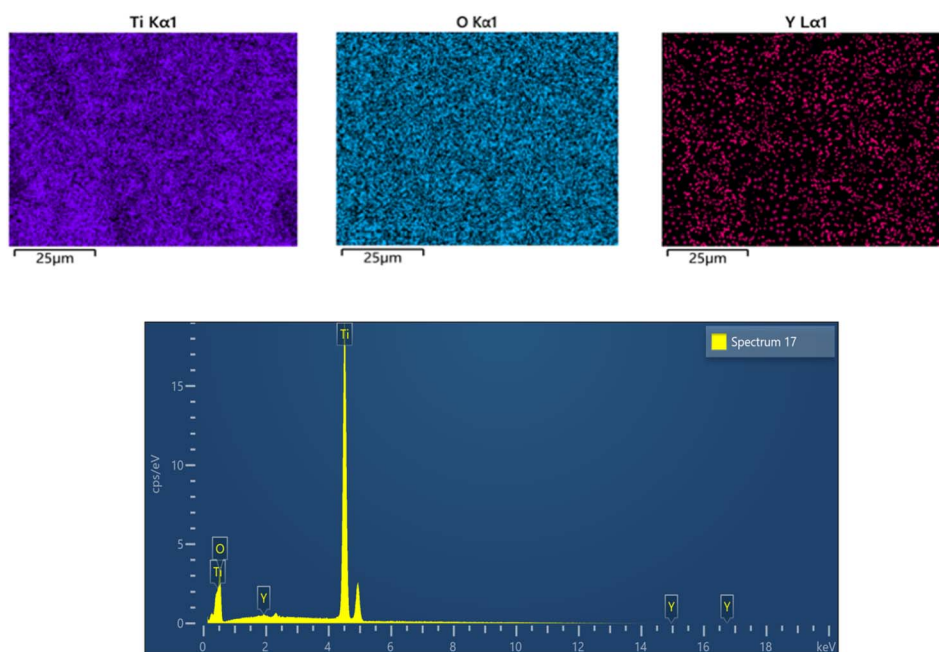 Ti Kα1
O Kα1
Y Lα1
25µm
25µm
25µm
Ti
Spectrum 17
15
cps/eV
10
5
O
Ti
Y
Y
Y
0
0 2 4 6 8 10 12 14 16 18 keV